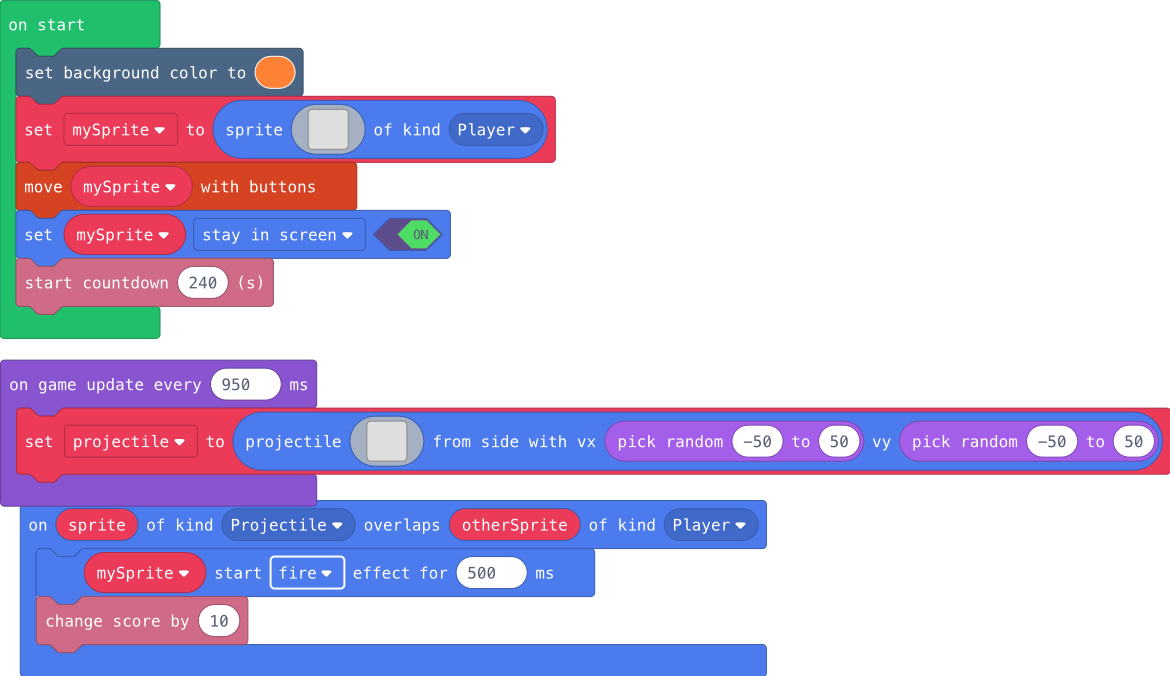 on start
set background color to
set mySprite to sprite of kind Player
move mySprite with buttons
set mySprite stay in screen ON
start countdown 240 (s)
on game update every 950 ms
set projectile to projectile from side with vx pick random -50 to 50 vy pick random -50 to 50
on sprite of kind Projectile overlaps otherSprite of kind Player
mySprite start fire effect for 500 ms
change score by 10